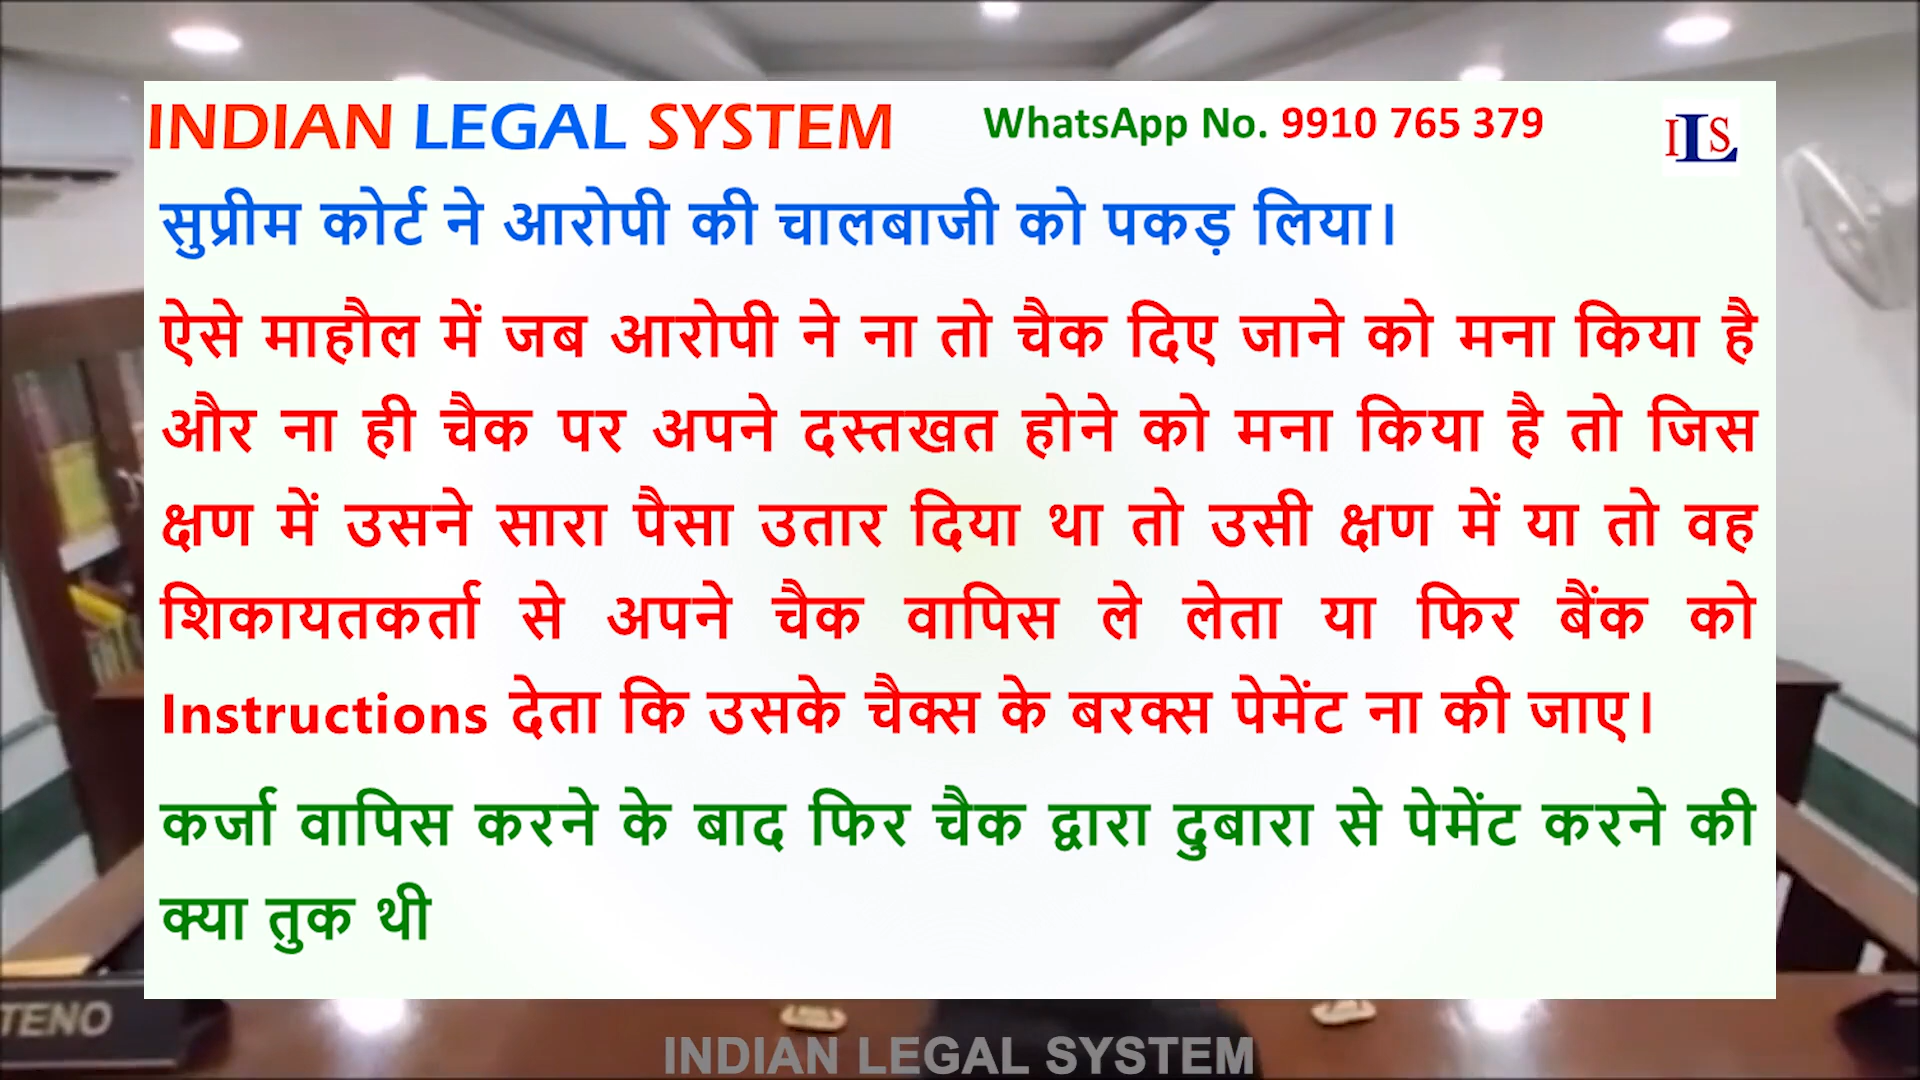 INDIAN LEGAL SYSTEM WhatsApp No. 9910 765 379 ILS
सुप्रीम कोर्ट ने आरोपी की चालबाजी को पकड़ लिया।
ऐसे माहौल में जब आरोपी ने ना तो चैक दिए जाने को मना किया है
और ना ही चैक पर अपने दस्तखत होने को मना किया है तो जिस
क्षण में उसने सारा पैसा उतार दिया था तो उसी क्षण में या तो वह
शिकायतकर्ता से अपने चैक वापिस ले लेता या फिर बैंक को
Instructions देता कि उसके चैक्स के बरक्स पेमेंट ना की जाए।
कर्जा वापिस करने के बाद फिर चैक द्वारा दुबारा से पेमेंट करने की
क्या तुक थी
TENO
INDIAN LEGAL SYSTEM